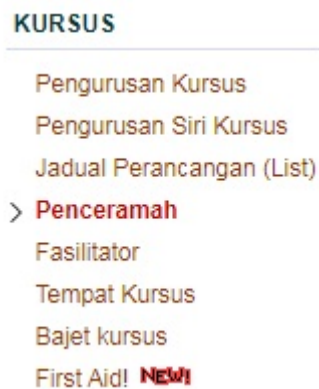 KURSUS
Pengurusan Kursus
Pengurusan Siri Kursus
Jadual Perancangan (List)
> Penceramah
Fasilitator
Tempat Kursus
Bajet kursus
First Aid! NEW!